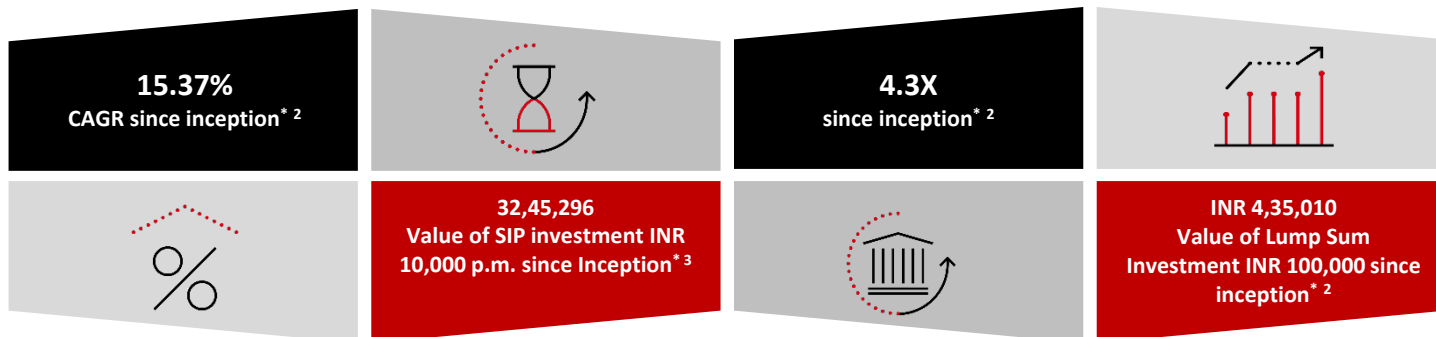 15.37%
CAGR since inception* 2
4.3X
since inception* 2
32,45,296
Value of SIP investment INR
10,000 p.m. since Inception* 3
INR 4,35,010
Value of Lump Sum
Investment INR 100,000 since
inception* 2